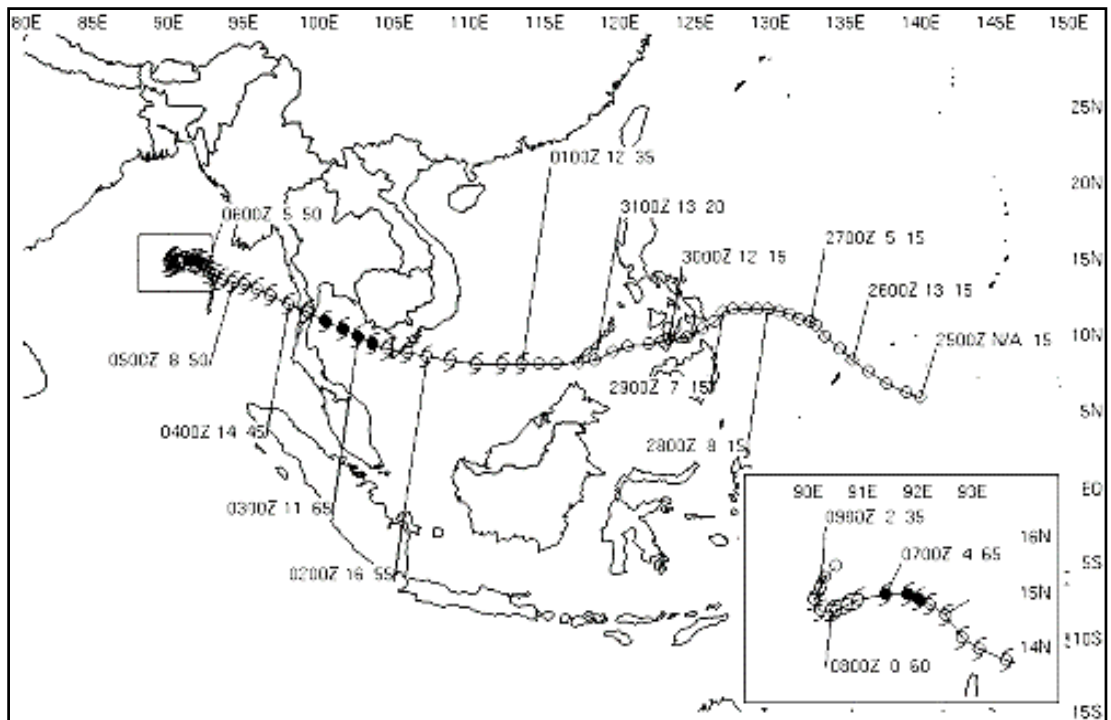 80E 90E 95E 100E 105E 110E 115E 120E 125E 130E 135E 140E 145E 150E
25N
0100Z 12 35
20N
3100Z 13 20
0600Z 5 50
2700Z 5 15
3000Z 12 15
15N
2600Z 13 15
10N
2500Z N/A 15
0500Z 8 50
2900Z 7 15
5N
0400Z 14 45
2800Z 8 15
EQ
0300Z 11 65
0200Z 16 55
5S
10S
15S
90E 91E 92E 93E
0900Z 2 35
16N
0700Z 4 65
15N
14N
0800Z 0 60